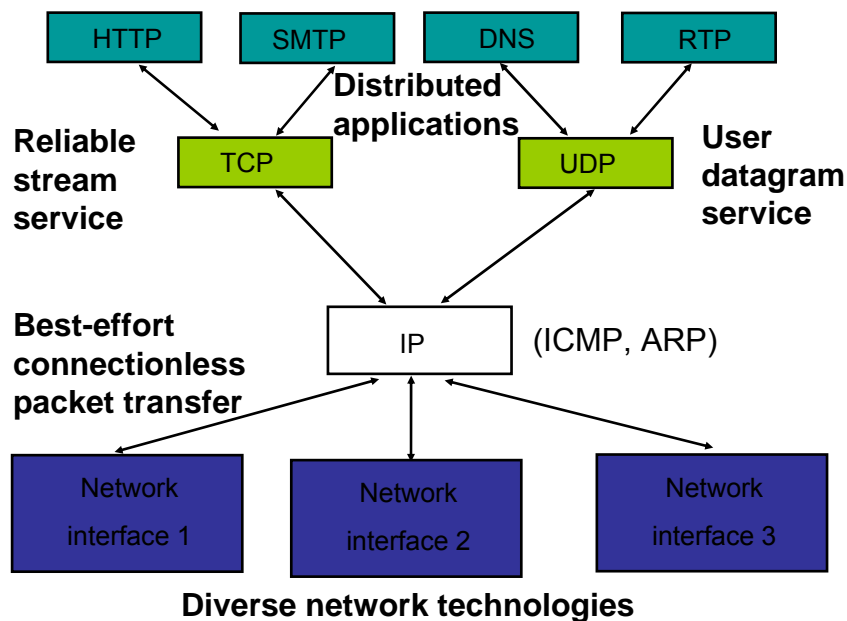 HTTP
SMTP
DNS
RTP
Distributed
applications
Reliable
stream
service
TCP
UDP
User
datagram
service
Best-effort
connectionless
packet transfer
IP
(ICMP, ARP)
Network
interface 1
Network
interface 2
Network
interface 3
Diverse network technologies